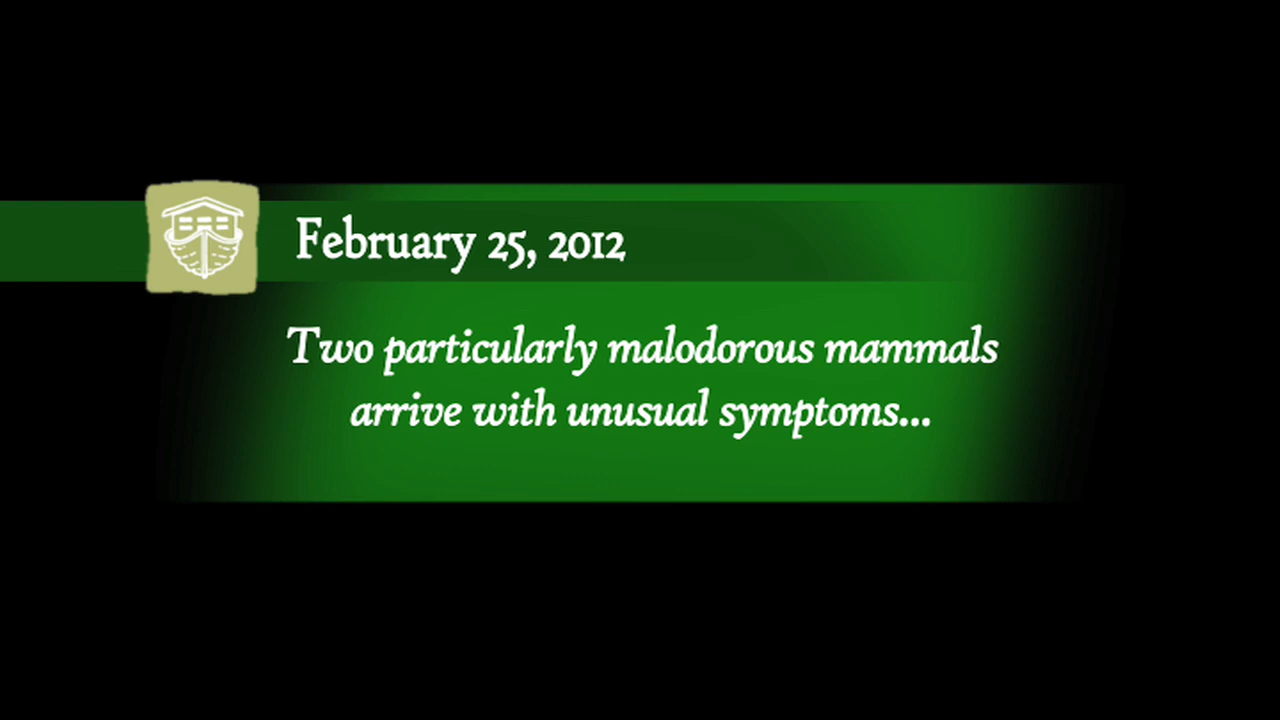 February 25, 2012
Two particularly malodorous mammals
arrive with unusual symptoms...